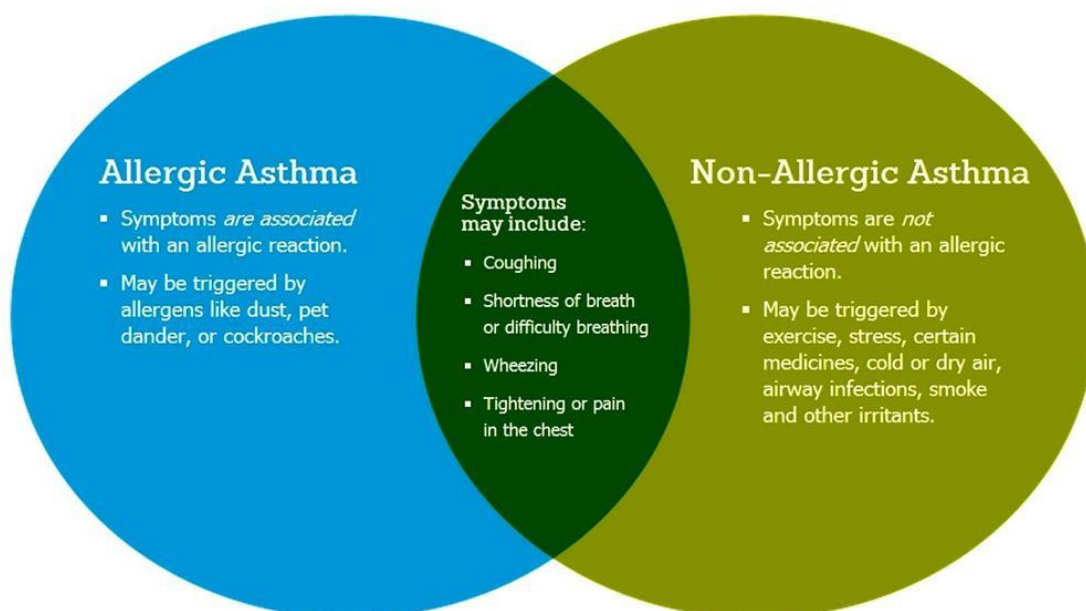 Allergic Asthma
▪ Symptoms are associated
with an allergic reaction.
▪ May be triggered by
allergens like dust, pet
dander, or cockroaches.
Symptoms
may include:
▪ Coughing
▪ Shortness of breath
or difficulty breathing
▪ Wheezing
▪ Tightening or pain
in the chest
Non-Allergic Asthma
▪ Symptoms are not
associated with an allergic
reaction.
▪ May be triggered by
exercise, stress, certain
medicines, cold or dry air,
airway infections, smoke
and other irritants.